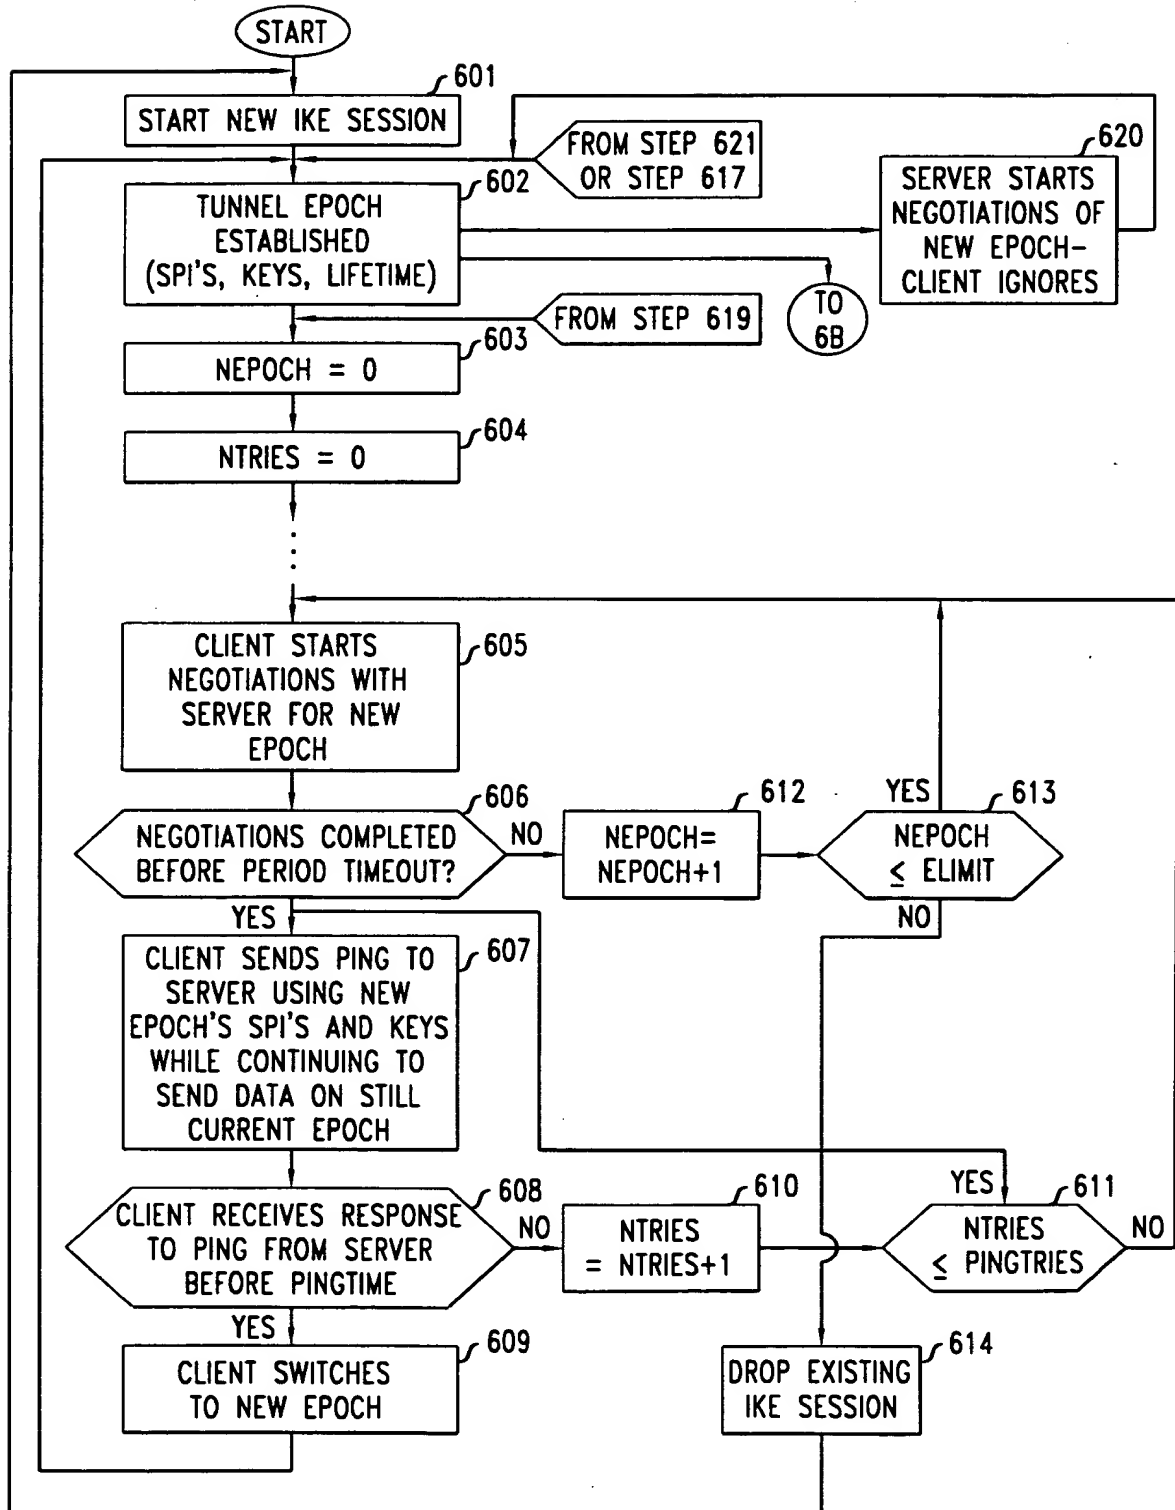 START
601
START NEW IKE SESSION
FROM STEP 621
OR STEP 617
620
SERVER STARTS
NEGOTIATIONS OF
NEW EPOCH-
CLIENT IGNORES
602
TUNNEL EPOCH
ESTABLISHED
(SPI'S, KEYS, LIFETIME)
TO
6B
FROM STEP 619
603
NEPOCH = 0
604
NTRIES = 0
605
CLIENT STARTS
NEGOTIATIONS WITH
SERVER FOR NEW
EPOCH
606
NEGOTIATIONS COMPLETED
BEFORE PERIOD TIMEOUT?
NO
612
NEPOCH=
NEPOCH+1
YES
613
NEPOCH
≤ ELIMIT
NO
YES
607
CLIENT SENDS PING TO
SERVER USING NEW
EPOCH'S SPI'S AND KEYS
WHILE CONTINUING TO
SEND DATA ON STILL
CURRENT EPOCH
608
CLIENT RECEIVES RESPONSE
TO PING FROM SERVER
BEFORE PINGTIME
NO
610
NTRIES
= NTRIES+1
YES
611
NTRIES
≤ PINGTRIES
NO
YES
609
CLIENT SWITCHES
TO NEW EPOCH
614
DROP EXISTING
IKE SESSION